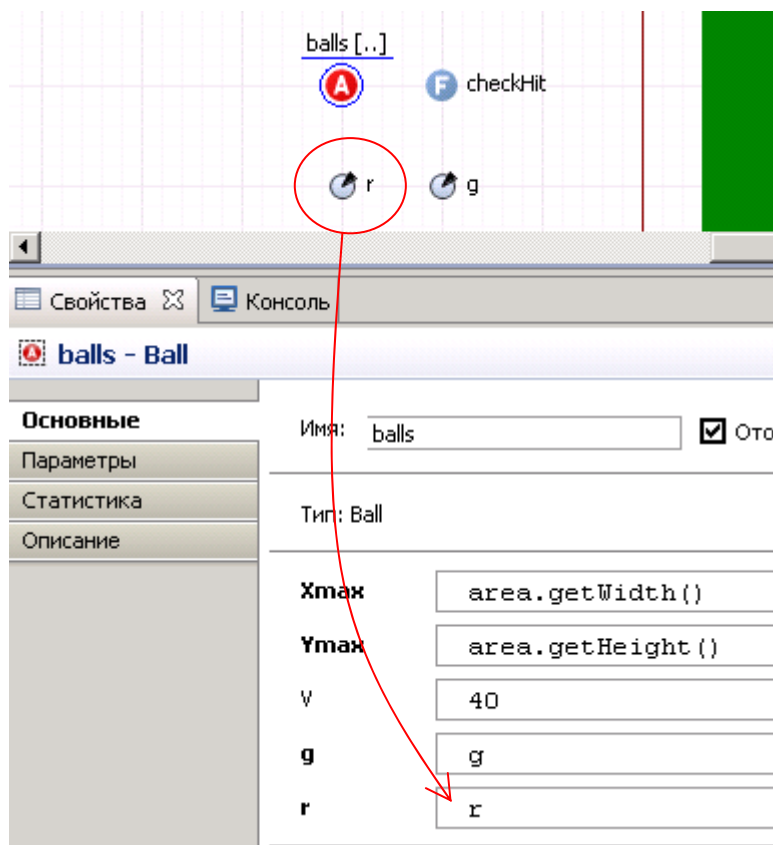 balls [..]
A
F checkHit
r g
Свойства Консоль
A balls - Ball
Основные
Параметры
Статистика
Описание
Имя: balls
Тип: Ball
Xmax area.getWidth()
Ymax area.getHeight()
V 40
g g
r r